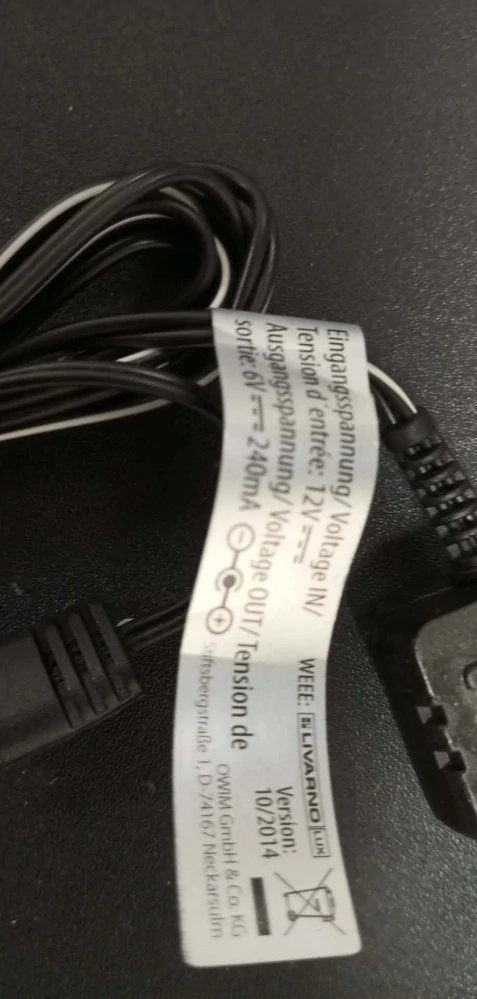 Eingangsspannung/Voltage IN/
Tension d'entrée: 12V
Ausgangsspannung/Voltage OUT/Tension de
sortie: 6V 240mA
WEEE: LIVARNO LUX
Version:
10/2014
OWIM GmbH & Co. KG
Stiftsbergstraße 1, D-74167 Neckarsulm